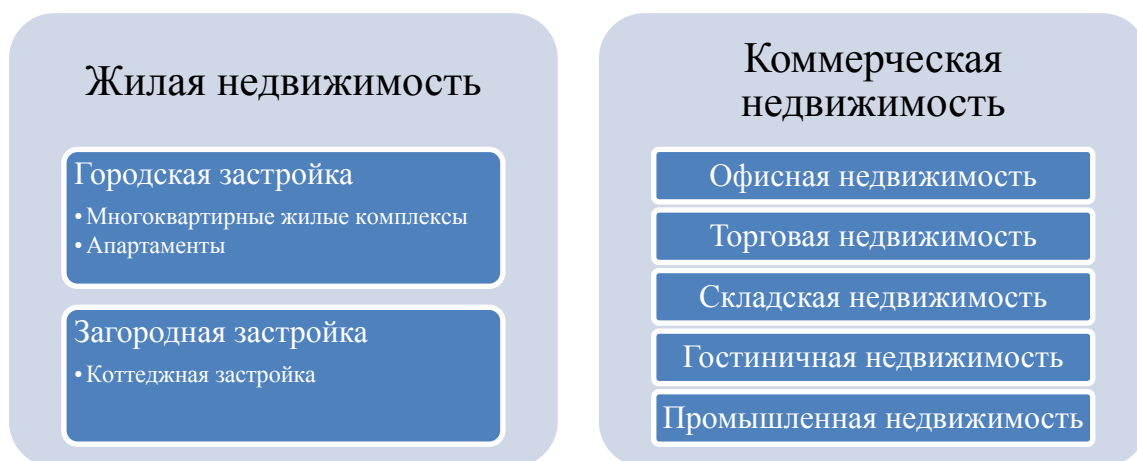 Жилая недвижимость
Городская застройка
• Многоквартирные жилые комплексы
• Апартаменты
Загородная застройка
• Коттеджная застройка
Коммерческая
недвижимость
Офисная недвижимость
Торговая недвижимость
Складская недвижимость
Гостиничная недвижимость
Промышленная недвижимость